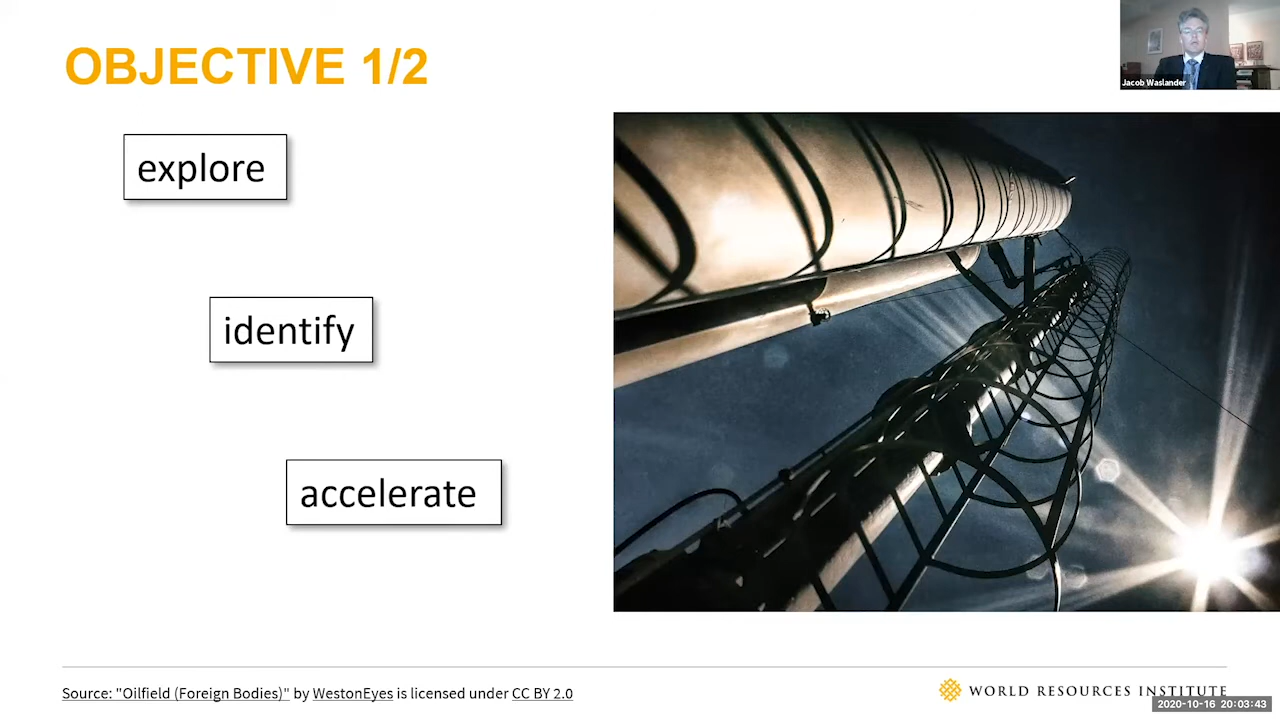 OBJECTIVE 1/2
Jacob Waslander
explore
identify
accelerate
Source: "Oilfield (Foreign Bodies)" by WestonEyes is licensed under CC BY 2.0
WORLD RESOURCES INSTITUTE
2020-10-16 20:03:43